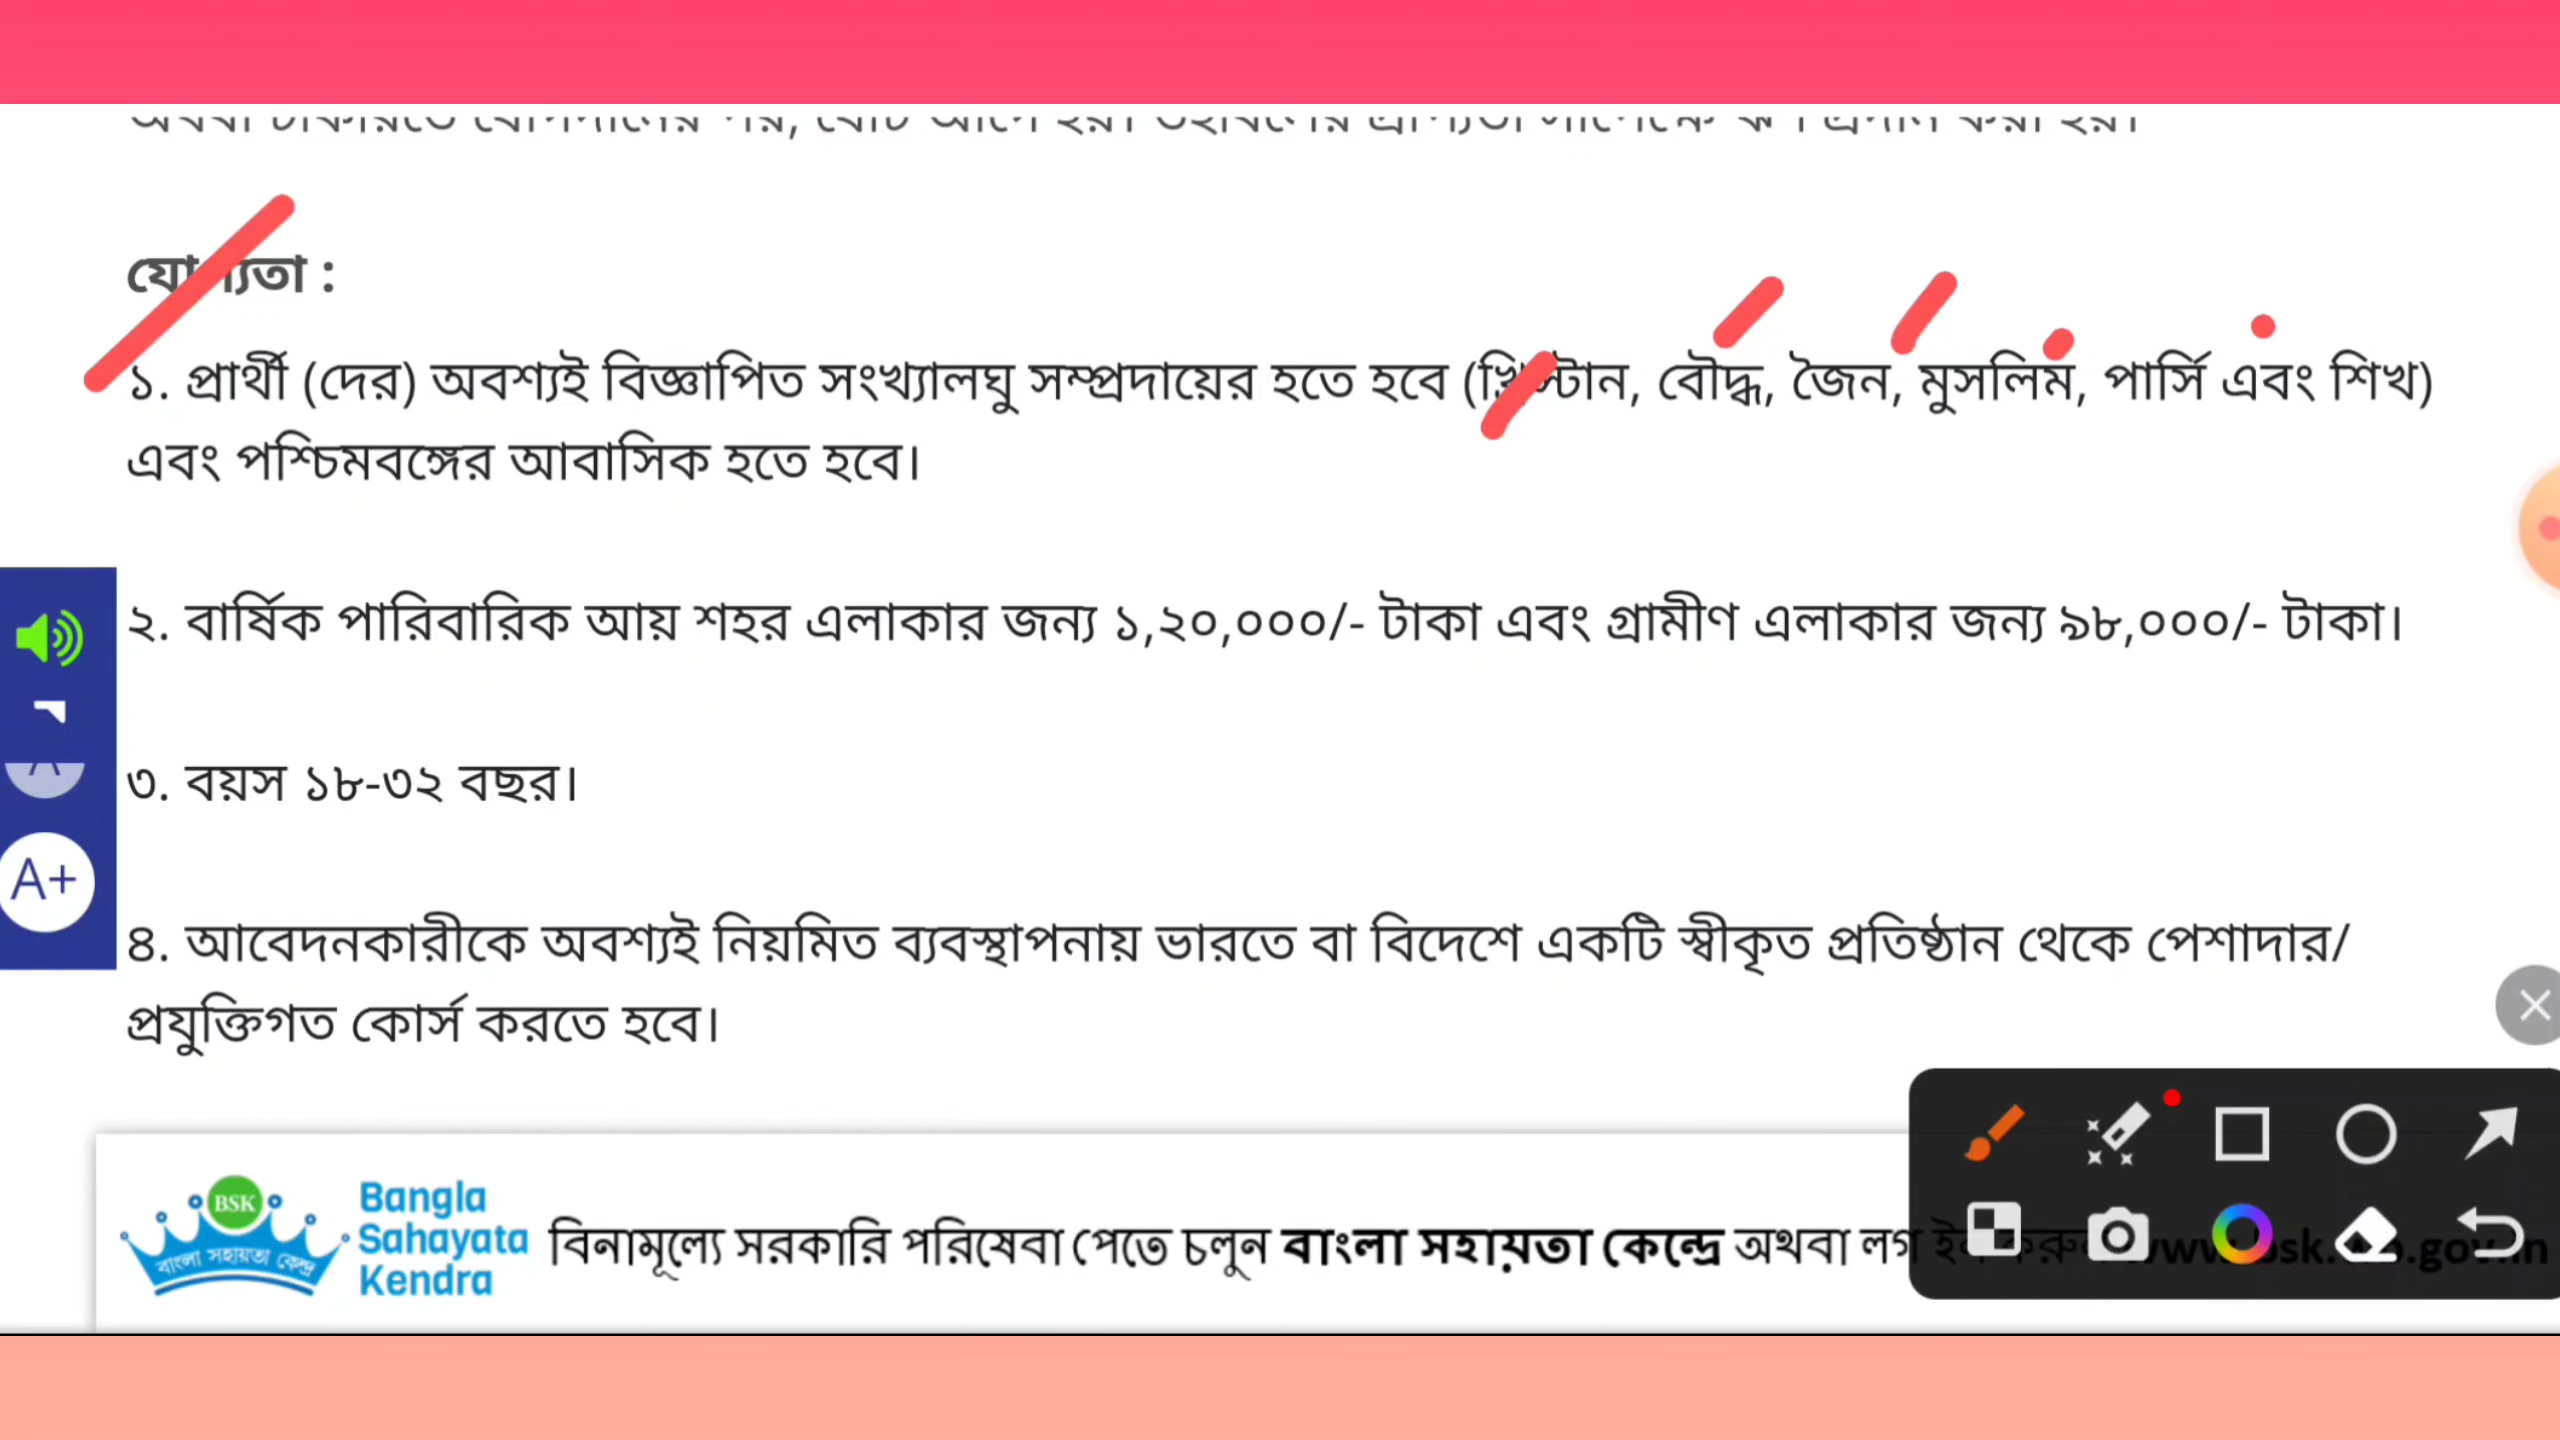 যোগ্যতা :
১. প্রার্থী (দের) অবশ্যই বিজ্ঞাপিত সংখ্যালঘু সম্প্রদায়ের হতে হবে (খ্রিস্টান, বৌদ্ধ, জৈন, মুসলিম, পার্সি এবং শিখ)
এবং পশ্চিমবঙ্গের আবাসিক হতে হবে।
২. বার্ষিক পারিবারিক আয় শহর এলাকার জন্য ১,২০,০০০/- টাকা এবং গ্রামীণ এলাকার জন্য ৯৮,০০০/- টাকা।
৩. বয়স ১৮-৩২ বছর।
A+
৪. আবেদনকারীকে অবশ্যই নিয়মিত ব্যবস্থাপনায় ভারতে বা বিদেশে একটি স্বীকৃত প্রতিষ্ঠান থেকে পেশাদার/
প্রযুক্তিগত কোর্স করতে হবে।
BSK
বাংলা সহায়তা কেন্দ্র
Bangla
Sahayata
Kendra
বিনামূল্যে সরকারি পরিষেবা পেতে চলুন বাংলা সহায়তা কেন্দ্রে অথবা লগ